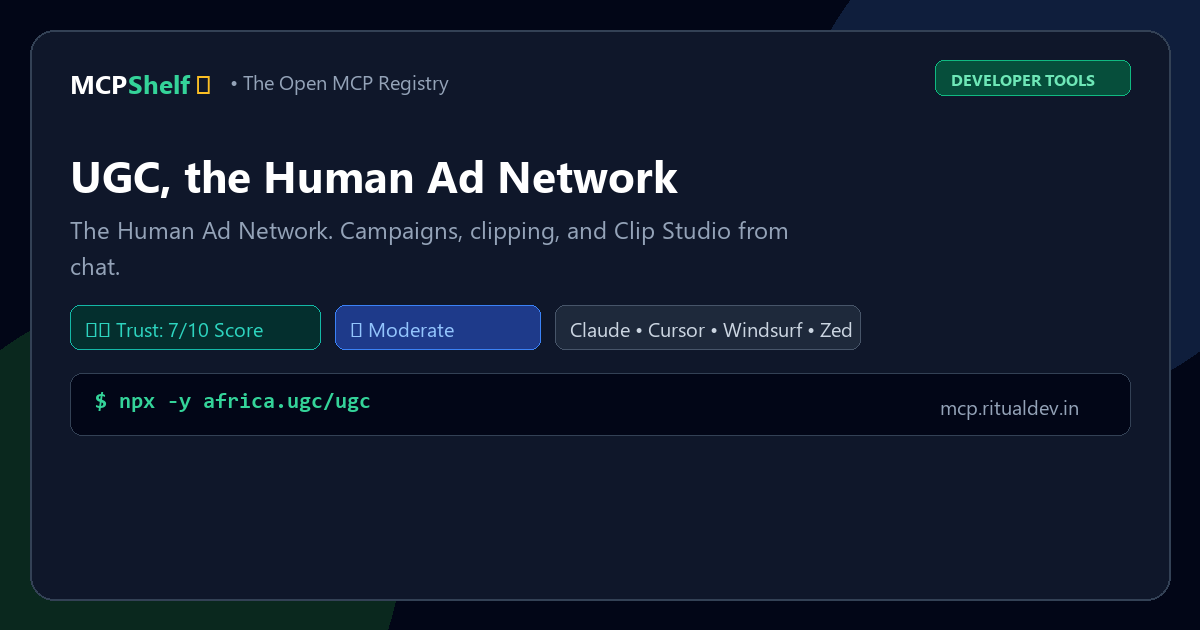 MCPShelf • The Open MCP Registry
DEVELOPER TOOLS
UGC, the Human Ad Network
The Human Ad Network. Campaigns, clipping, and Clip Studio from
chat.
Trust: 7/10 Score
Moderate
Claude • Cursor • Windsurf • Zed
$ npx -y africa.ugc/ugc
mcp.ritualdev.in